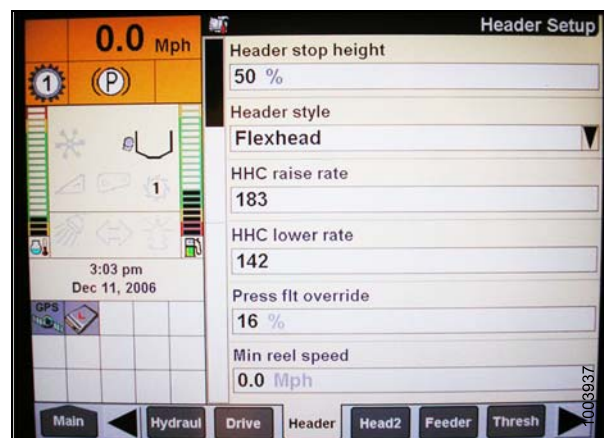 0.0 Mph
1
P
1
3:03 pm
Dec 11, 2006
GPS
Header Setup
Header stop height
50 %
Header style
Flexhead
HHC raise rate
183
HHC lower rate
142
Press flt override
16 %
Min reel speed
0.0 Mph
Main
Hydraul
Drive
Header
Head2
Feeder
Thresh
1003937